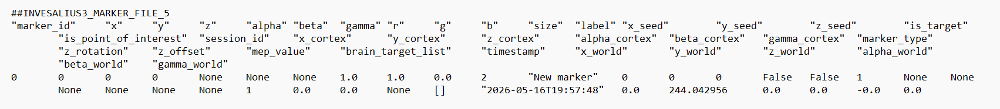 ##INVESALIUS3_MARKER_FILE_5
"marker_id" "x" "y" "z" "alpha" "beta" "gamma" "r" "g" "b" "size" "label" "x_seed" "y_seed" "z_seed" "is_target"
"is_point_of_interest" "session_id" "x_cortex" "y_cortex" "z_cortex" "alpha_cortex" "beta_cortex" "gamma_cortex" "marker_type"
"z_rotation" "z_offset" "mep_value" "brain_target_list" "timestamp" "x_world" "y_world" "z_world" "alpha_world"
"beta_world" "gamma_world"
0 0 0 0 None None None 1.0 1.0 0.0 2 "New marker" 0 0 0 False False 1 None None
None None None None 1 0.0 0.0 None [] "2026-05-16T19:57:48" 0.0 244.042956 0.0 0.0 -0.0 0.0